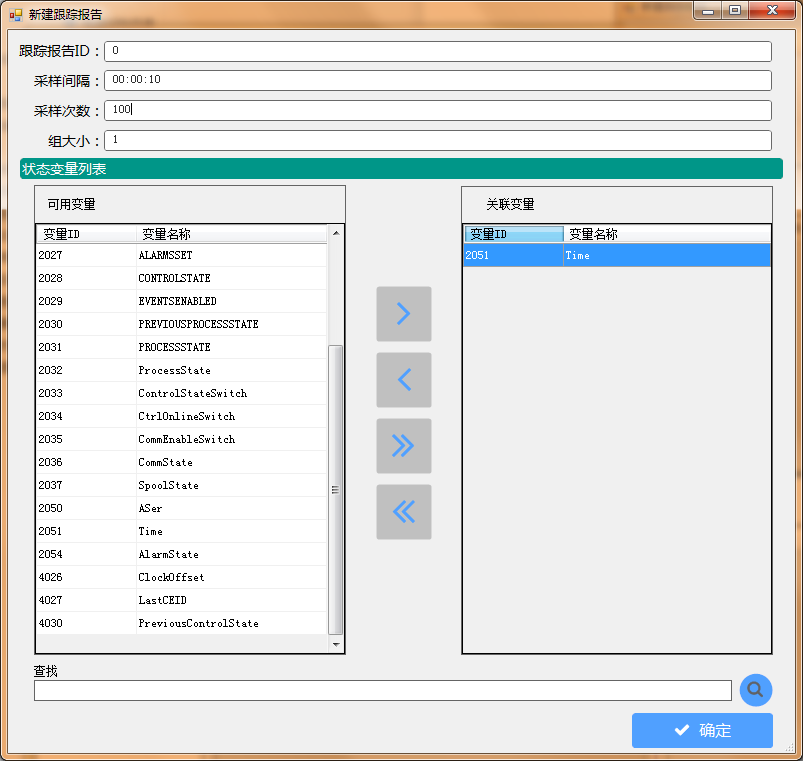 新建跟踪报告
跟踪报告ID： 0
采样间隔： 00:00:10
采样次数： 100
组大小： 1
状态变量列表
可用变量
变量ID 变量名称
2027 ALARMSSET
2028 CONTROLSTATE
2029 EVENTSENABLED
2030 PREVIOUSPROCESSSTATE
2031 PROCESSSTATE
2032 ProcessState
2033 ControlStateSwitch
2034 CtrlOnlineSwitch
2035 CommEnableSwitch
2036 CommState
2037 SpoolState
2050 ASer
2051 Time
2054 AlarmState
4026 ClockOffset
4027 LastCEID
4030 PreviousControlState
关联变量
变量ID 变量名称
2051 Time
查找
确定